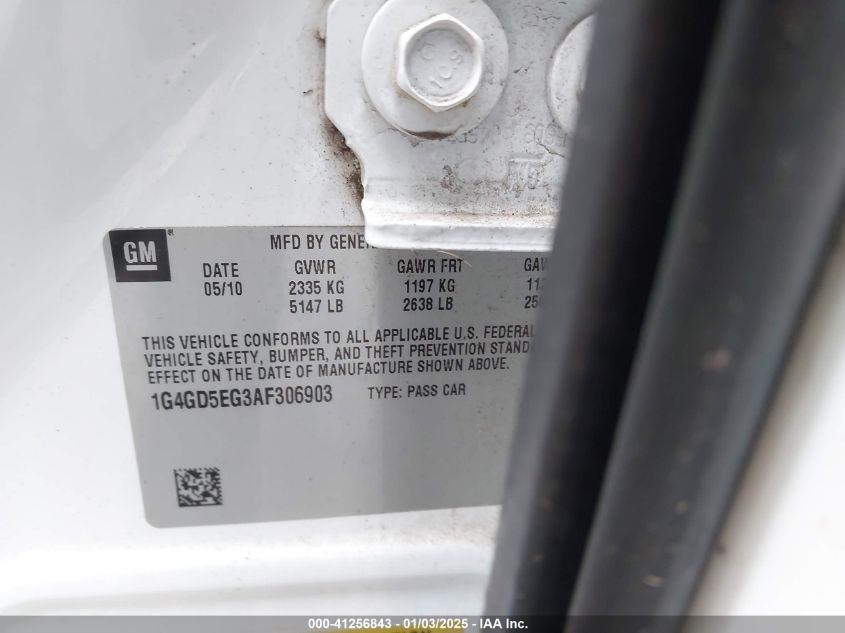 GM
MFD BY
DATE GVWR GAWR FRT
05/10 2335 KG 1197 KG
5147 LB 2638 LB
THIS VEHICLE CONFORMS TO ALL APPLICABLE U.S. FEDERAL
VEHICLE SAFETY, BUMPER, AND THEFT PREVENTION
EFFECT ON THE DATE OF MANUFACTURE SHOWN ABOVE.
1G4GD5EG3AF306903 TYPE: PASS CAR
000-41256843 - 01/03/2025 - IAA Inc.